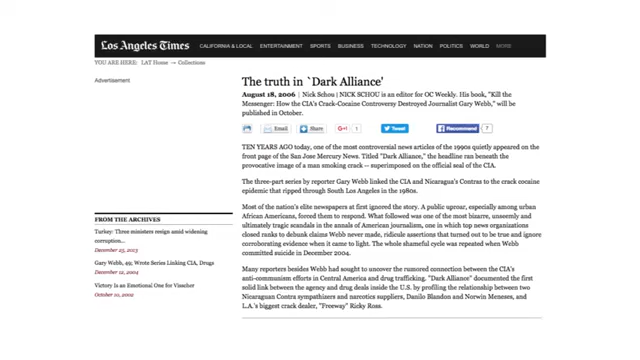 Los Angeles Times
CALIFORNIA & LOCAL ENTERTAINMENT SPORTS BUSINESS TECHNOLOGY NATION POLITICS WORLD MORE
YOU ARE HERE: LAT Home → Collections
Advertisement
The truth in `Dark Alliance'
August 18, 2006 | Nick Schou | NICK SCHOU is an editor for OC Weekly. His book, "Kill the
Messenger: How the CIA's Crack-Cocaine Controversy Destroyed Journalist Gary Webb," will be
published in October.
Email Share G+1 1 Tweet Recommend 7
TEN YEARS AGO today, one of the most controversial news articles of the 1990s quietly appeared on the
front page of the San Jose Mercury News. Titled "Dark Alliance," the headline ran beneath the
provocative image of a man smoking crack -- superimposed on the official seal of the CIA.
The three-part series by reporter Gary Webb linked the CIA and Nicaragua's Contras to the crack cocaine
epidemic that ripped through South Los Angeles in the 1980s.
Most of the nation's elite newspapers at first ignored the story. A public uproar, especially among urban
African Americans, forced them to respond. What followed was one of the most bizarre, unseemly and
ultimately tragic scandals in the annals of American journalism, one in which top news organizations
closed ranks to debunk claims Webb never made, ridicule assertions that turned out to be true and ignore
corroborating evidence when it came to light. The whole shameful cycle was repeated when Webb
committed suicide in December 2004.
Many reporters besides Webb had sought to uncover the rumored connection between the CIA's
anti-communism efforts in Central America and drug trafficking. "Dark Alliance" documented the first
solid link between the agency and drug deals inside the U.S. by profiling the relationship between two
Nicaraguan Contra sympathizers and narcotics suppliers, Danilo Blandon and Norwin Meneses, and
L.A.'s biggest crack dealer, "Freeway" Ricky Ross.
FROM THE ARCHIVES
Turkey: Three ministers resign amid widening
corruption...
December 25, 2013
Gary Webb, 49; Wrote Series Linking CIA, Drugs
December 12, 2004
Victory Is an Emotional One for Visschor
October 10, 2002